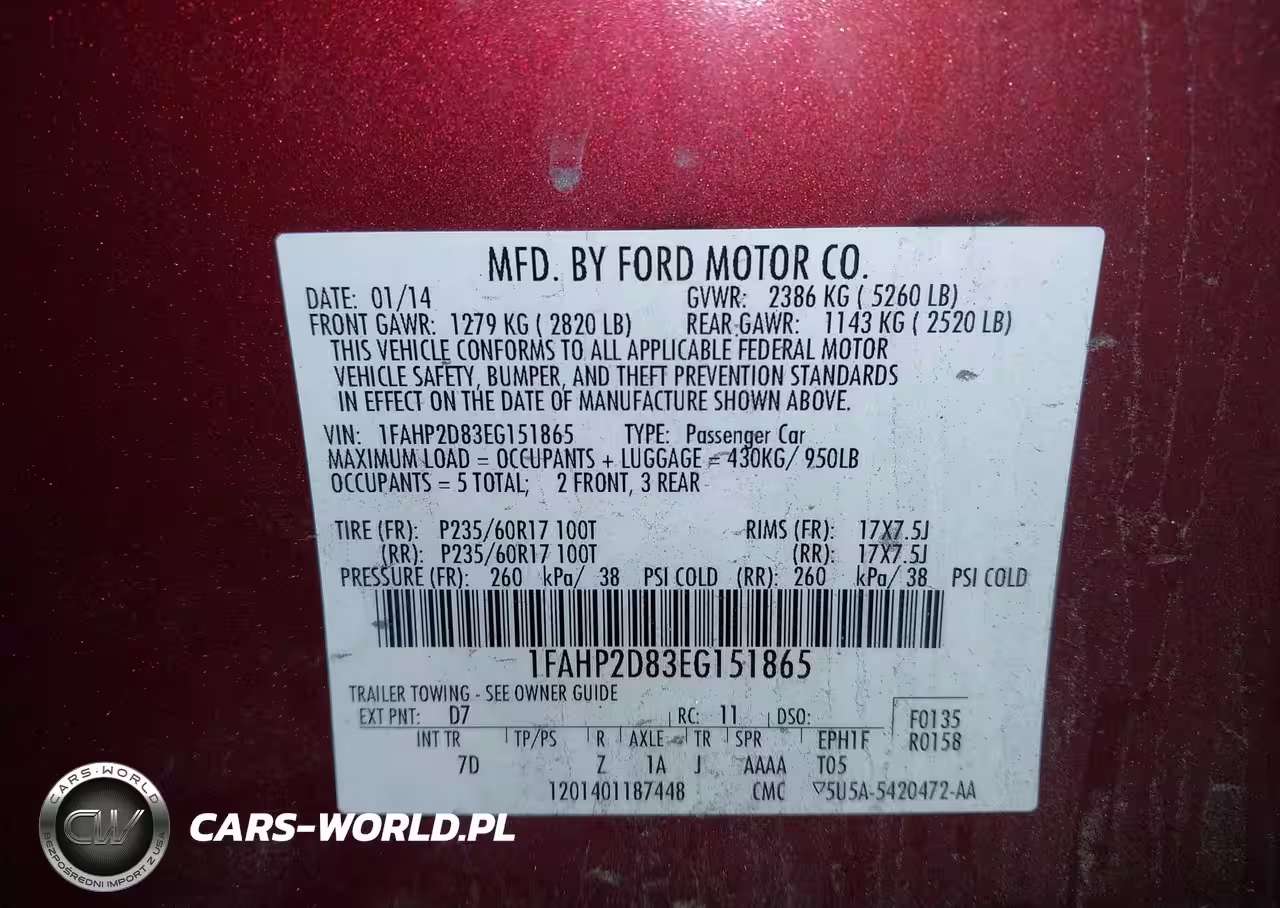 MFD. BY FORD MOTOR CO.
DATE: 01/14 GVWR: 2386 KG ( 5260 LB)
FRONT GAWR: 1279 KG ( 2820 LB) REAR GAWR: 1143 KG ( 2520 LB)
THIS VEHICLE CONFORMS TO ALL APPLICABLE FEDERAL MOTOR
VEHICLE SAFETY, BUMPER, AND THEFT PREVENTION STANDARDS
IN EFFECT ON THE DATE OF MANUFACTURE SHOWN ABOVE.
VIN: 1FAHP2D83EG151865 TYPE: Passenger Car
MAXIMUM LOAD = OCCUPANTS + LUGGAGE = 430KG/ 950LB
OCCUPANTS = 5 TOTAL; 2 FRONT, 3 REAR
TIRE (FR): P235/60R17 100T RIMS (FR): 17X7.5J
(RR): P235/60R17 100T (RR): 17X7.5J
PRESSURE (FR): 260 kPa/ 38 PSI COLD (RR): 260 kPa/ 38 PSI COLD
1FAHP2D83EG151865
TRAILER TOWING - SEE OWNER GUIDE
EXT PNT: D7 RC: 11 DSO: F0135
INT TR TP/PS R AXLE TR SPR EPH1F R0158
7D Z 1A J AAAA T05
1201401187448 CMC ▽5U5A-5420472-AA
CARS-WORLD
CW
BEZPOŚREDNI IMPORT Z USA
CARS-WORLD.PL